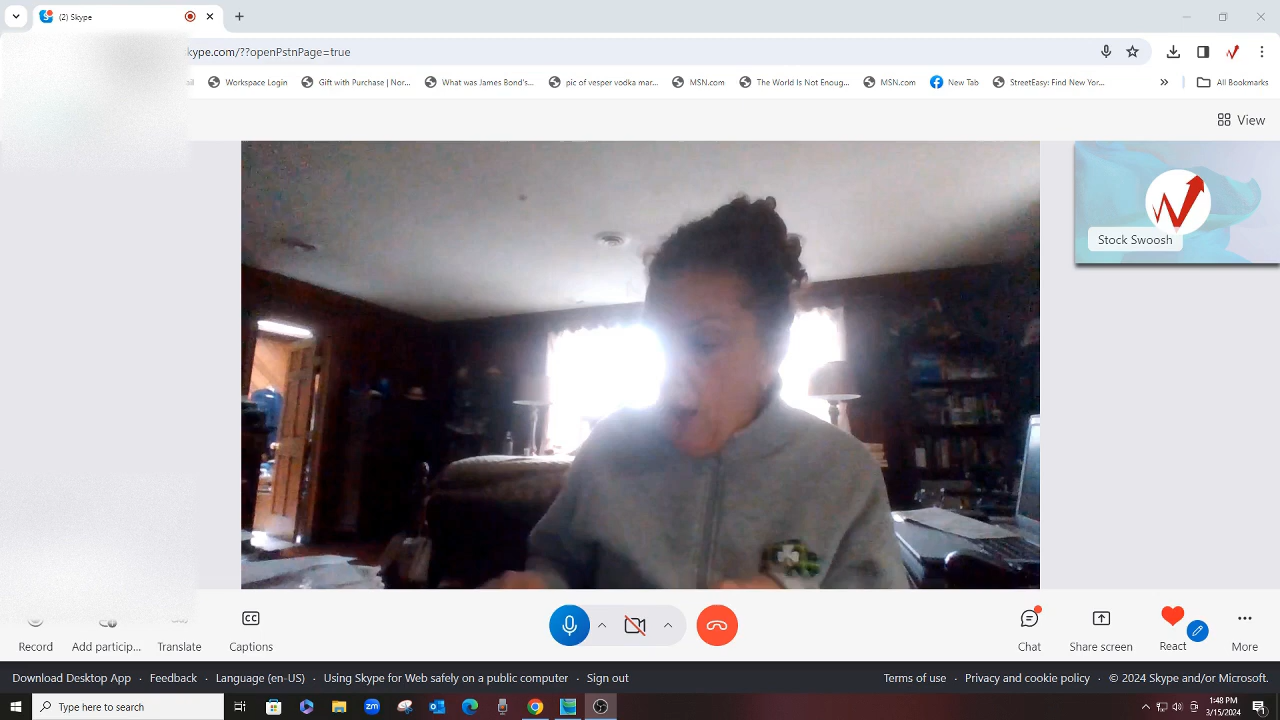 (2) Skype
kype.com/??openPstnPage=true
ail Workspace Login Gift with Purchase | Nor... What was James Bond's... pic of vesper vodka mar... MSN.com The World Is Not Enoug... MSN.com New Tab StreetEasy: Find New Yor... » All Bookmarks
View
Stock Swoosh
Record Add particip... Translate Captions Chat Share screen React More
Download Desktop App · Feedback · Language (en-US) · Using Skype for Web safely on a public computer · Sign out Terms of use · Privacy and cookie policy · © 2024 Skype and/or Microsoft.
Type here to search zm 1:48 PM
3/15/2024